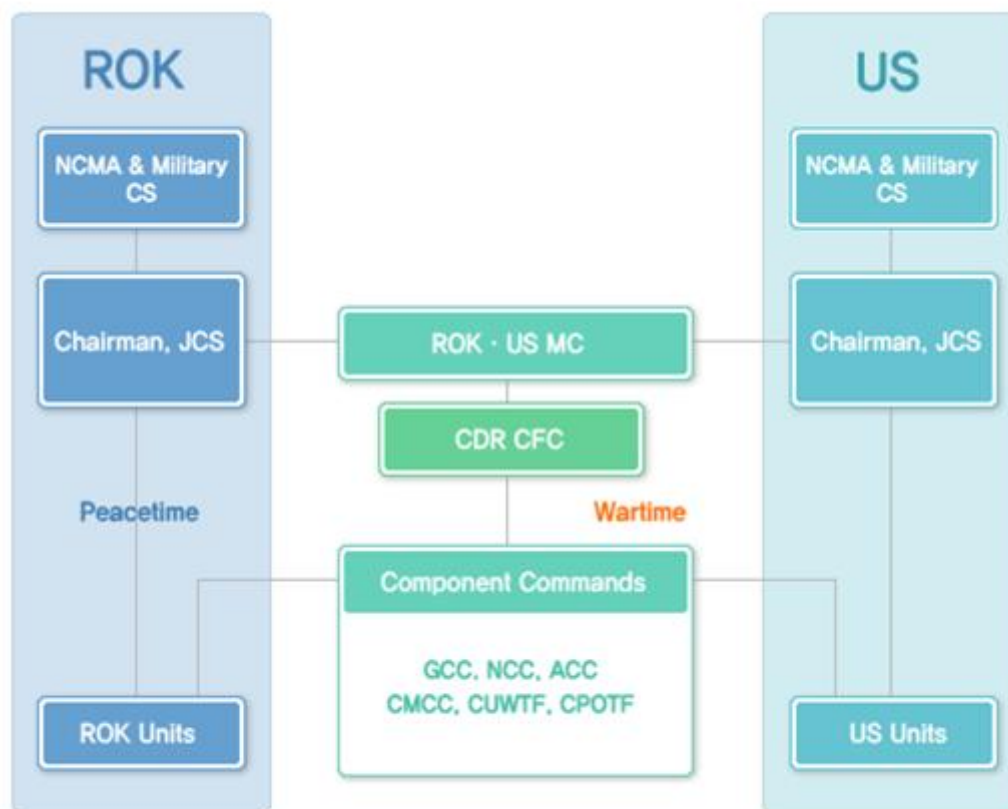 ROK
US
NCMA & Military
CS
NCMA & Military
CS
Chairman, JCS
ROK · US MC
Chairman, JCS
CDR CFC
Peacetime
Wartime
Component Commands
GCC, NCC, ACC
CMCC, CUWTF, CPOTF
ROK Units
US Units